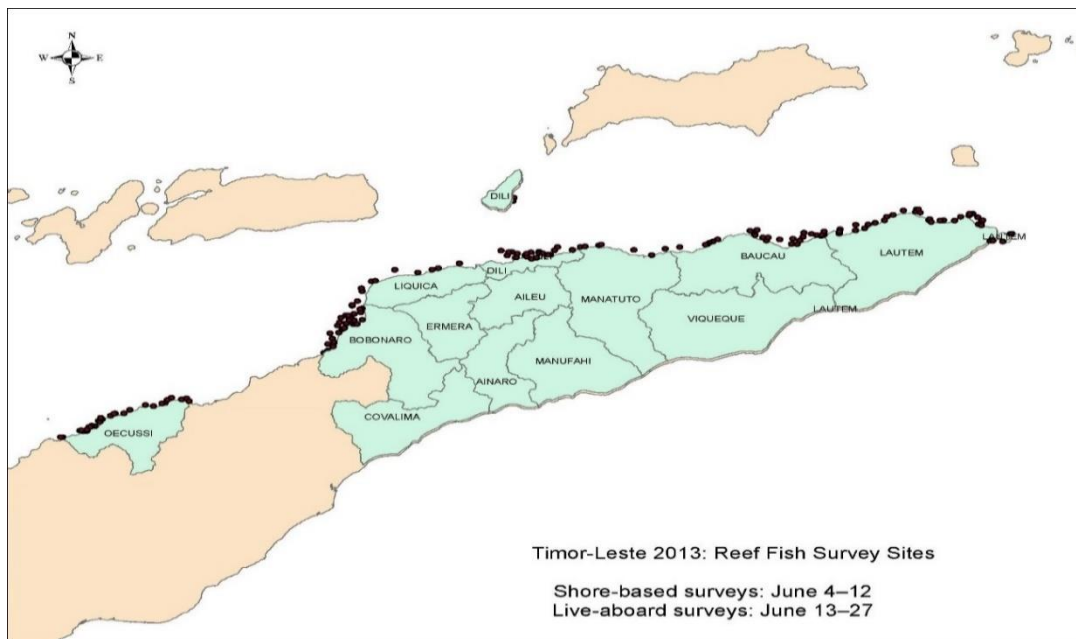 N
W E
S
DILI
LAUTEM
DILI
BAUCAU
LAUTEM
LIQUICA
AILEU
MANATUTO
LAUTEM
VIQUEQUE
ERMERA
BOBONARO
MANUFAHI
AINARO
COVALIMA
OECUSSI
Timor-Leste 2013: Reef Fish Survey Sites
Shore-based surveys: June 4–12
Live-aboard surveys: June 13–27